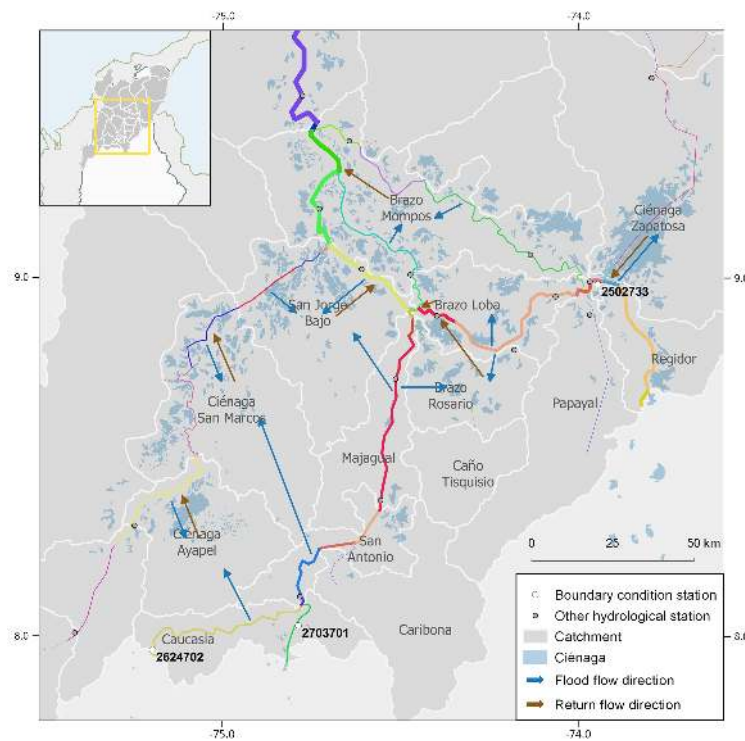 -75.0
-74.0
Brazo
Mompos
Ciénaga
Zapatosa
9.0
9.0
2502733
San Jorge
Bajo
Brazo Loba
Regidor
Ciénaga
San Marcos
Brazo
Rosario
Papayal
Majagual
Caño
Tisquisio
Ciénaga
Ayapel
San
Antonio
0 25 50 km
Boundary condition station
Other hydrological station
Catchment
Ciénaga
Flood flow direction
Return flow direction
8.0
8.0
Caucasia
2703701
Caribona
2624702
-75.0
-74.0